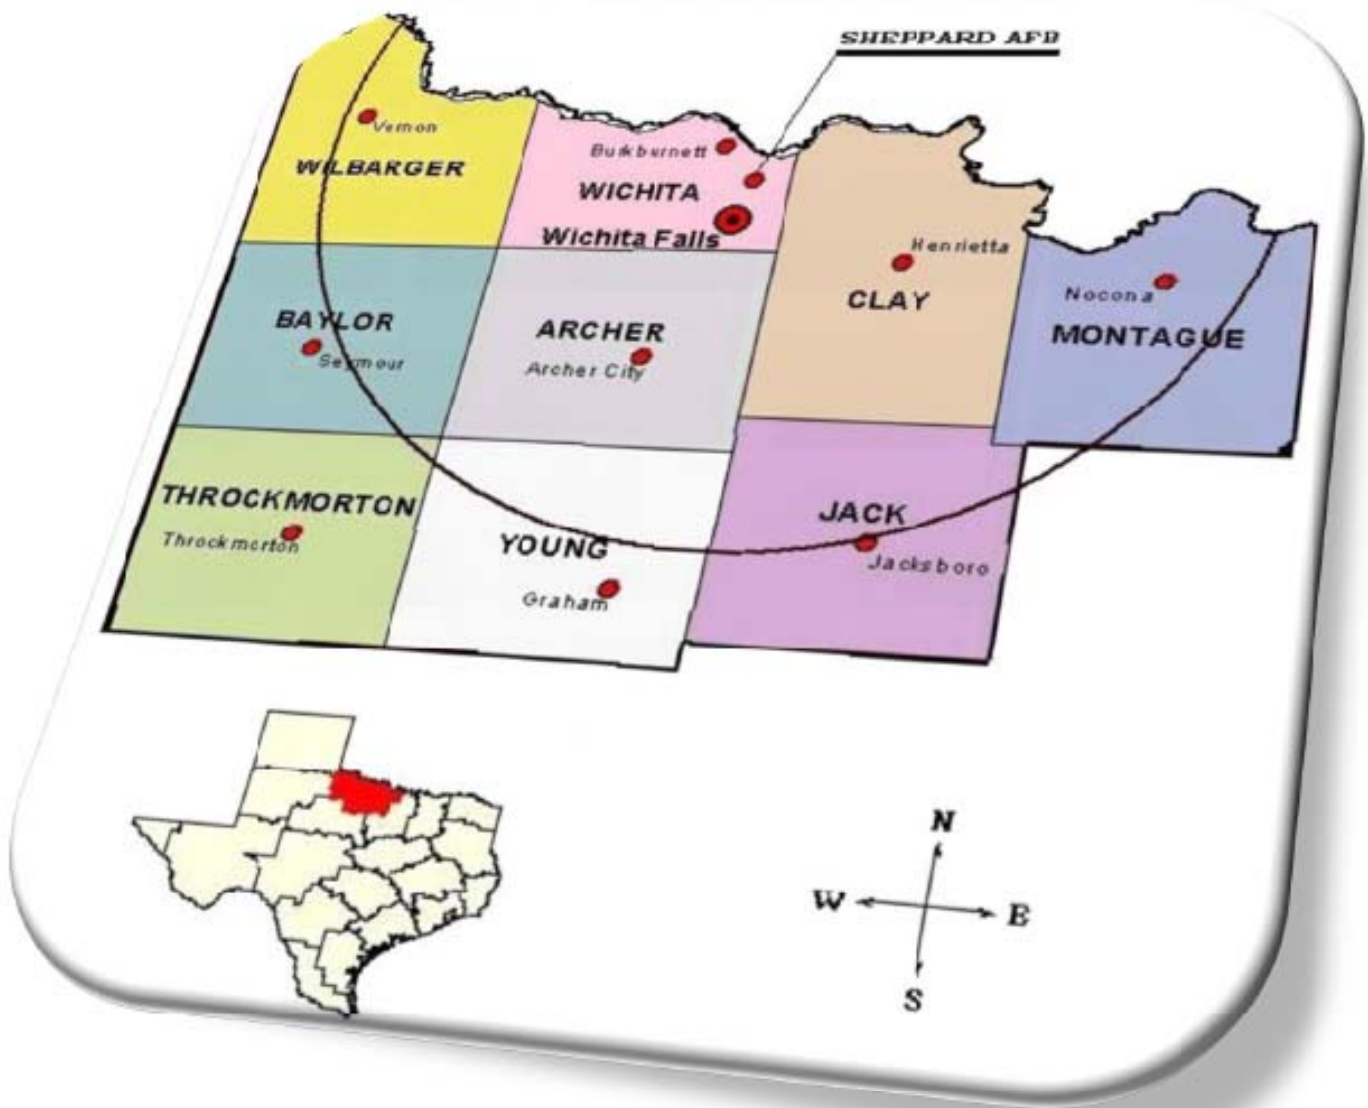 SHEPPARD AFB
Vernon
WILBARGER
Burkburnett
WICHITA
Wichita Falls
Henrietta
CLAY
Nocona
MONTAGUE
BAYLOR
Seymour
ARCHER
Archer City
THROCKMORTON
Throckmorton
YOUNG
Graham
JACK
Jacksboro
N
W E
S